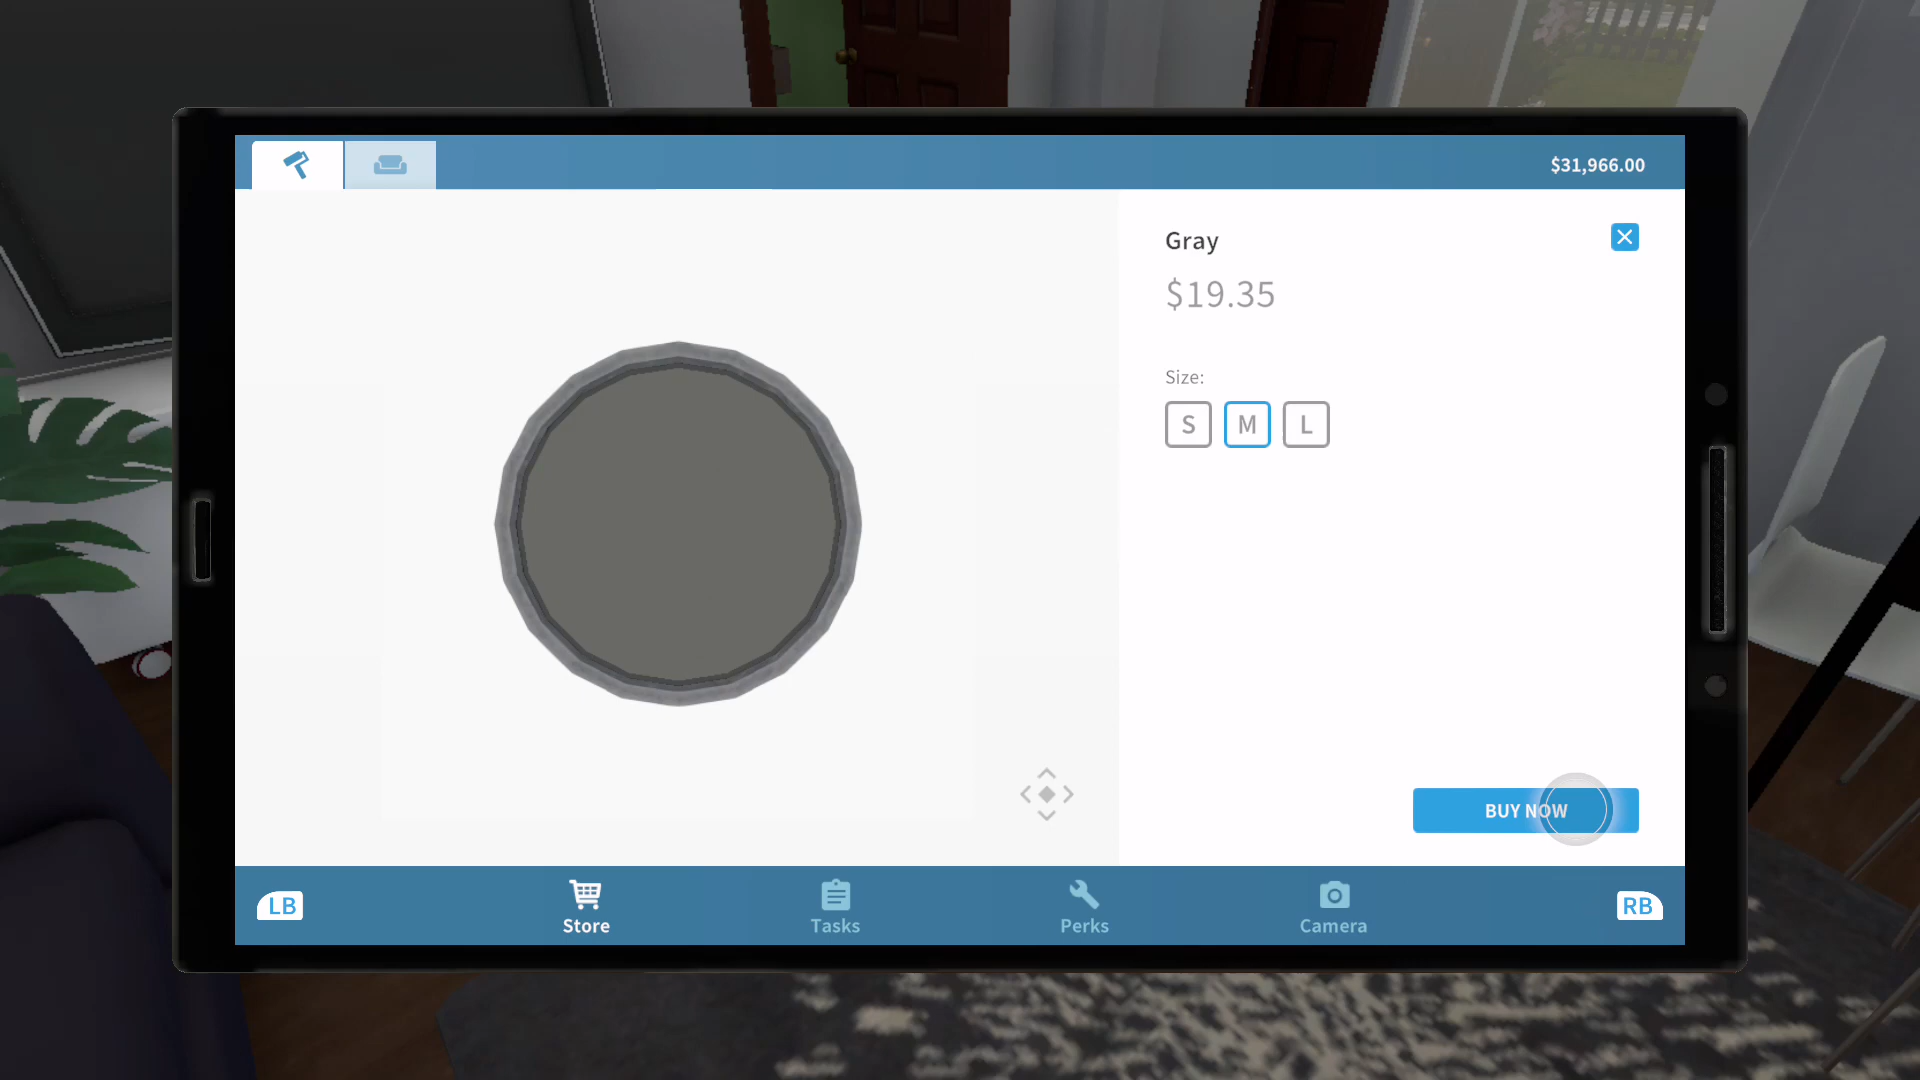 $31,966.00
Gray
$19.35
Size:
S M L
BUY NOW
LB
Store
Tasks
Perks
Camera
RB